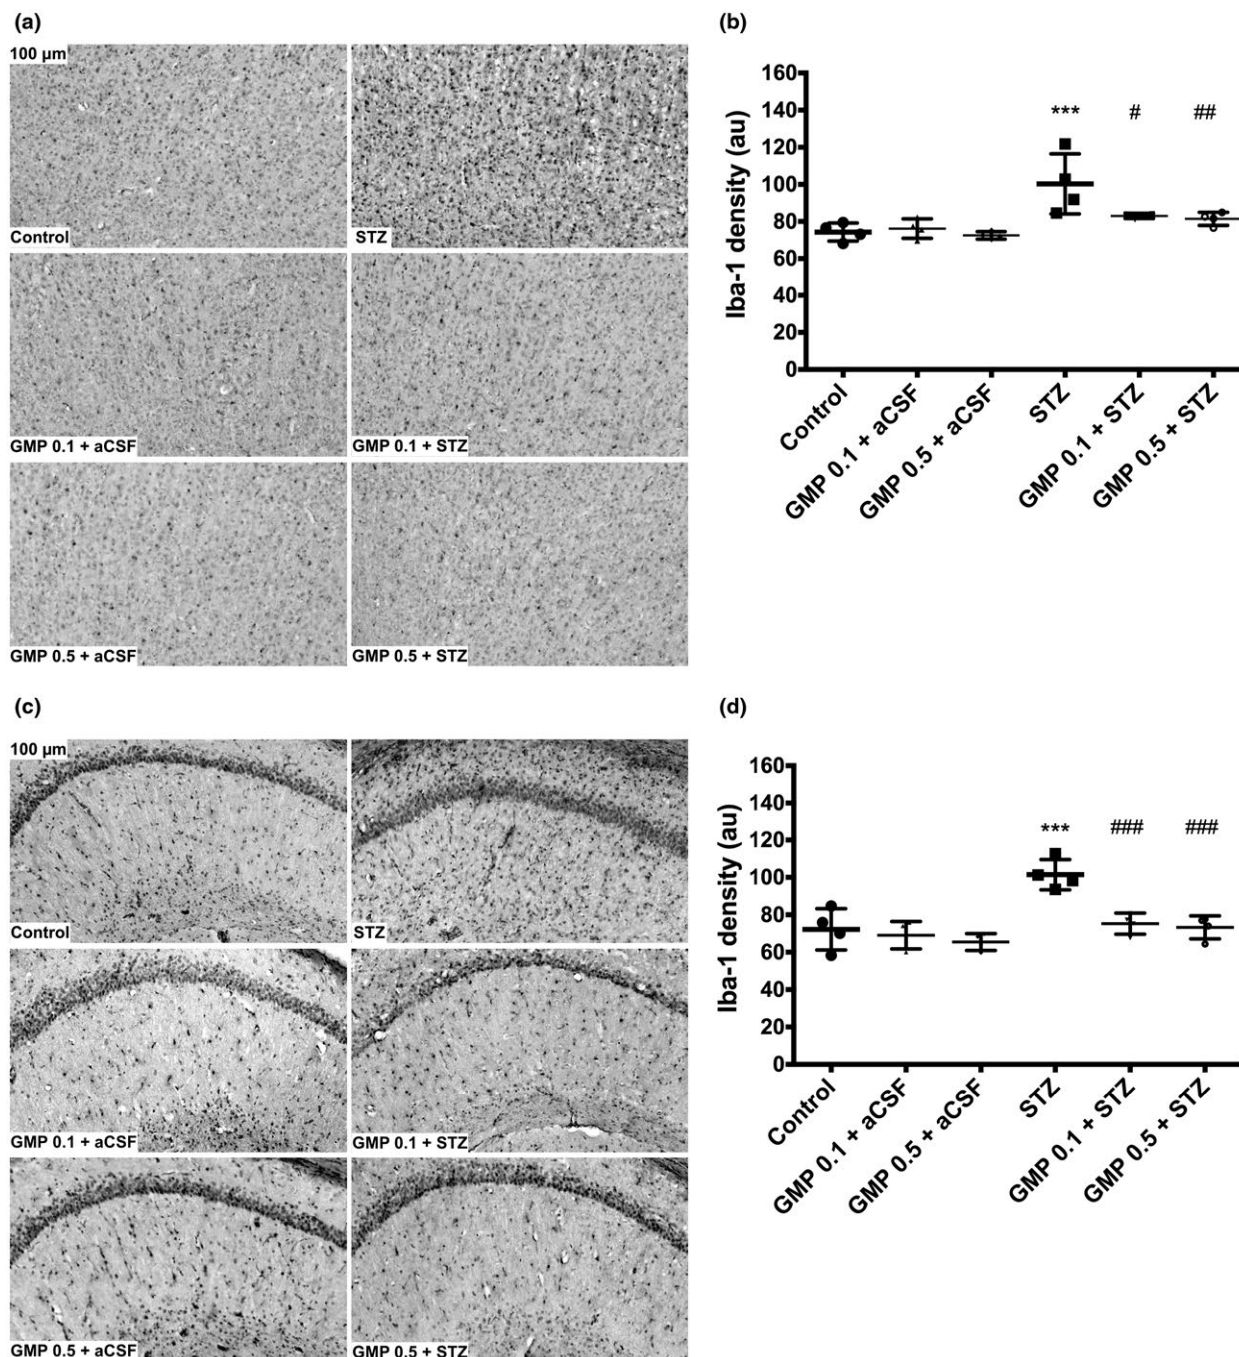 (a)
100 µm
Control
STZ
GMP 0.1 + aCSF
GMP 0.1 + STZ
GMP 0.5 + aCSF
GMP 0.5 + STZ
(b)
Iba-1 density (au)
160
140
120
100
80
60
40
20
0
***
#
##
Control
GMP 0.1 + aCSF
GMP 0.5 + aCSF
STZ
GMP 0.1 + STZ
GMP 0.5 + STZ
(c)
100 µm
Control
STZ
GMP 0.1 + aCSF
GMP 0.1 + STZ
GMP 0.5 + aCSF
GMP 0.5 + STZ
(d)
Iba-1 density (au)
160
140
120
100
80
60
40
20
0
***
###
###
Control
GMP 0.1 + aCSF
GMP 0.5 + aCSF
STZ
GMP 0.1 + STZ
GMP 0.5 + STZ